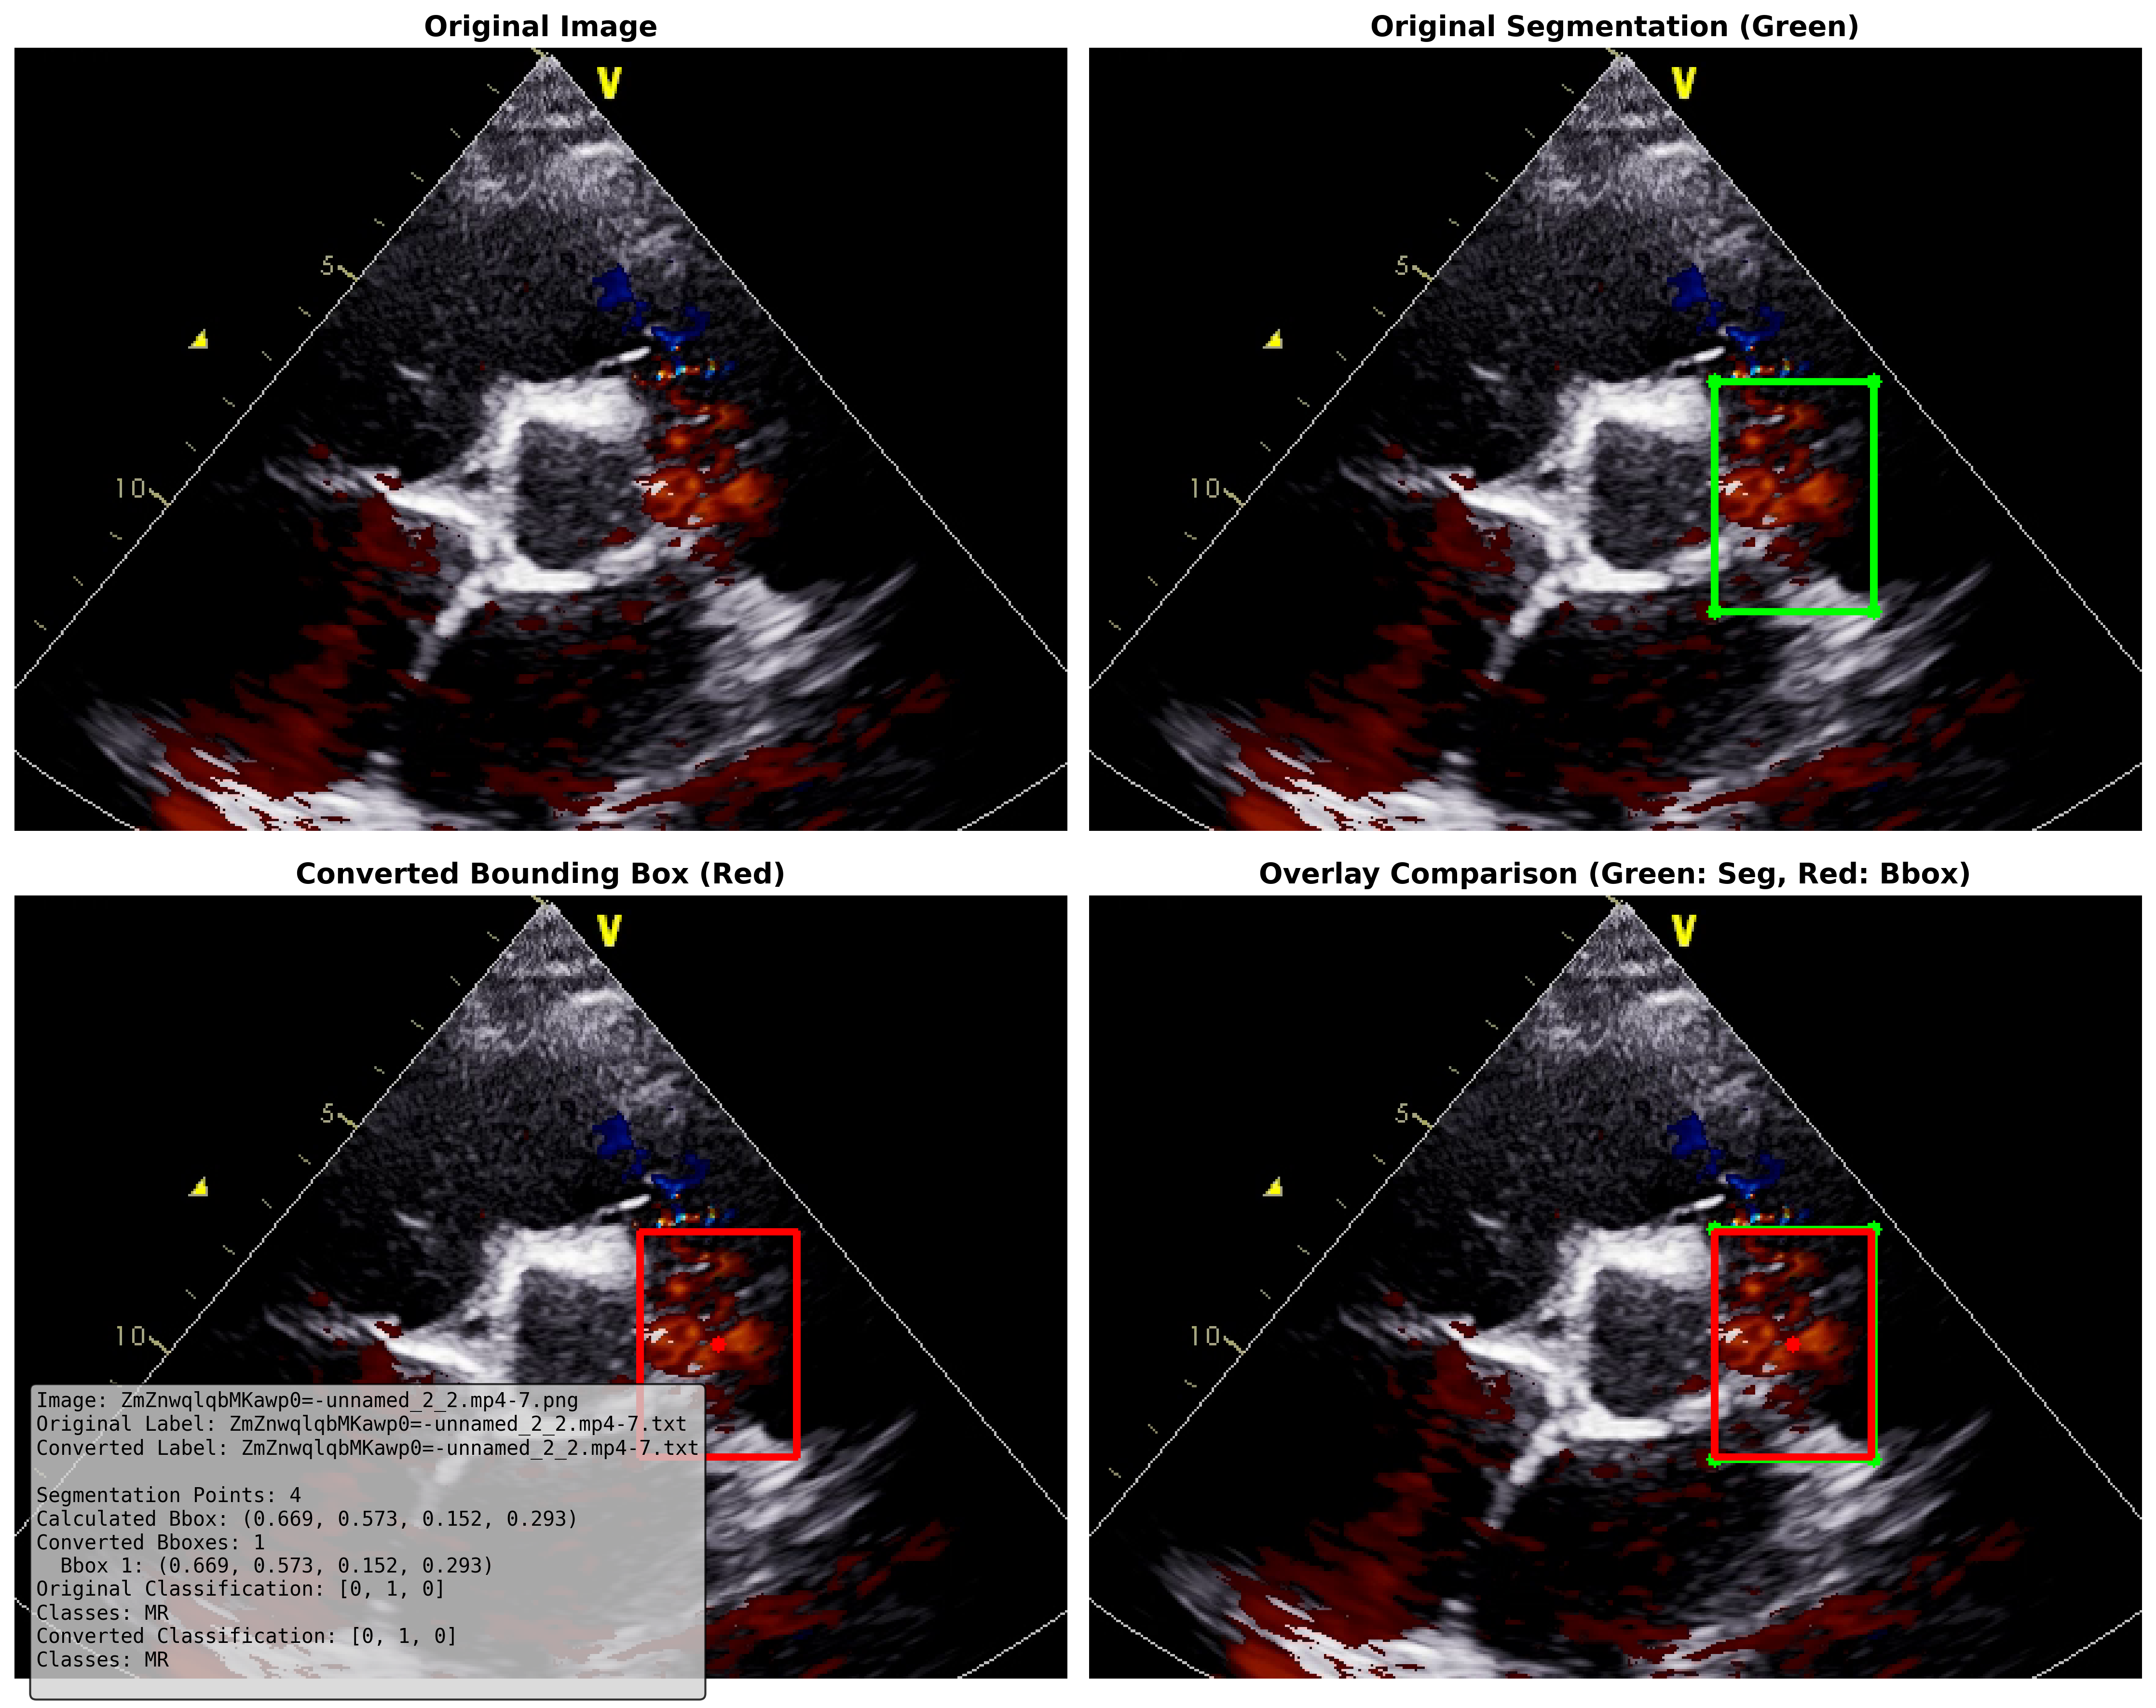 Original Image
Original Segmentation (Green)
V
5
10
V
5
10
Converted Bounding Box (Red)
Overlay Comparison (Green: Seg, Red: Bbox)
V
5
10
V
5
10
Image: ZmZnwqlqbMKawp0=-unnamed_2_2.mp4-7.png
Original Label: ZmZnwqlqbMKawp0=-unnamed_2_2.mp4-7.txt
Converted Label: ZmZnwqlqbMKawp0=-unnamed_2_2.mp4-7.txt
Segmentation Points: 4
Calculated Bbox: (0.669, 0.573, 0.152, 0.293)
Converted Bboxes: 1
Bbox 1: (0.669, 0.573, 0.152, 0.293)
Original Classification: [0, 1, 0]
Classes: MR
Converted Classification: [0, 1, 0]
Classes: MR